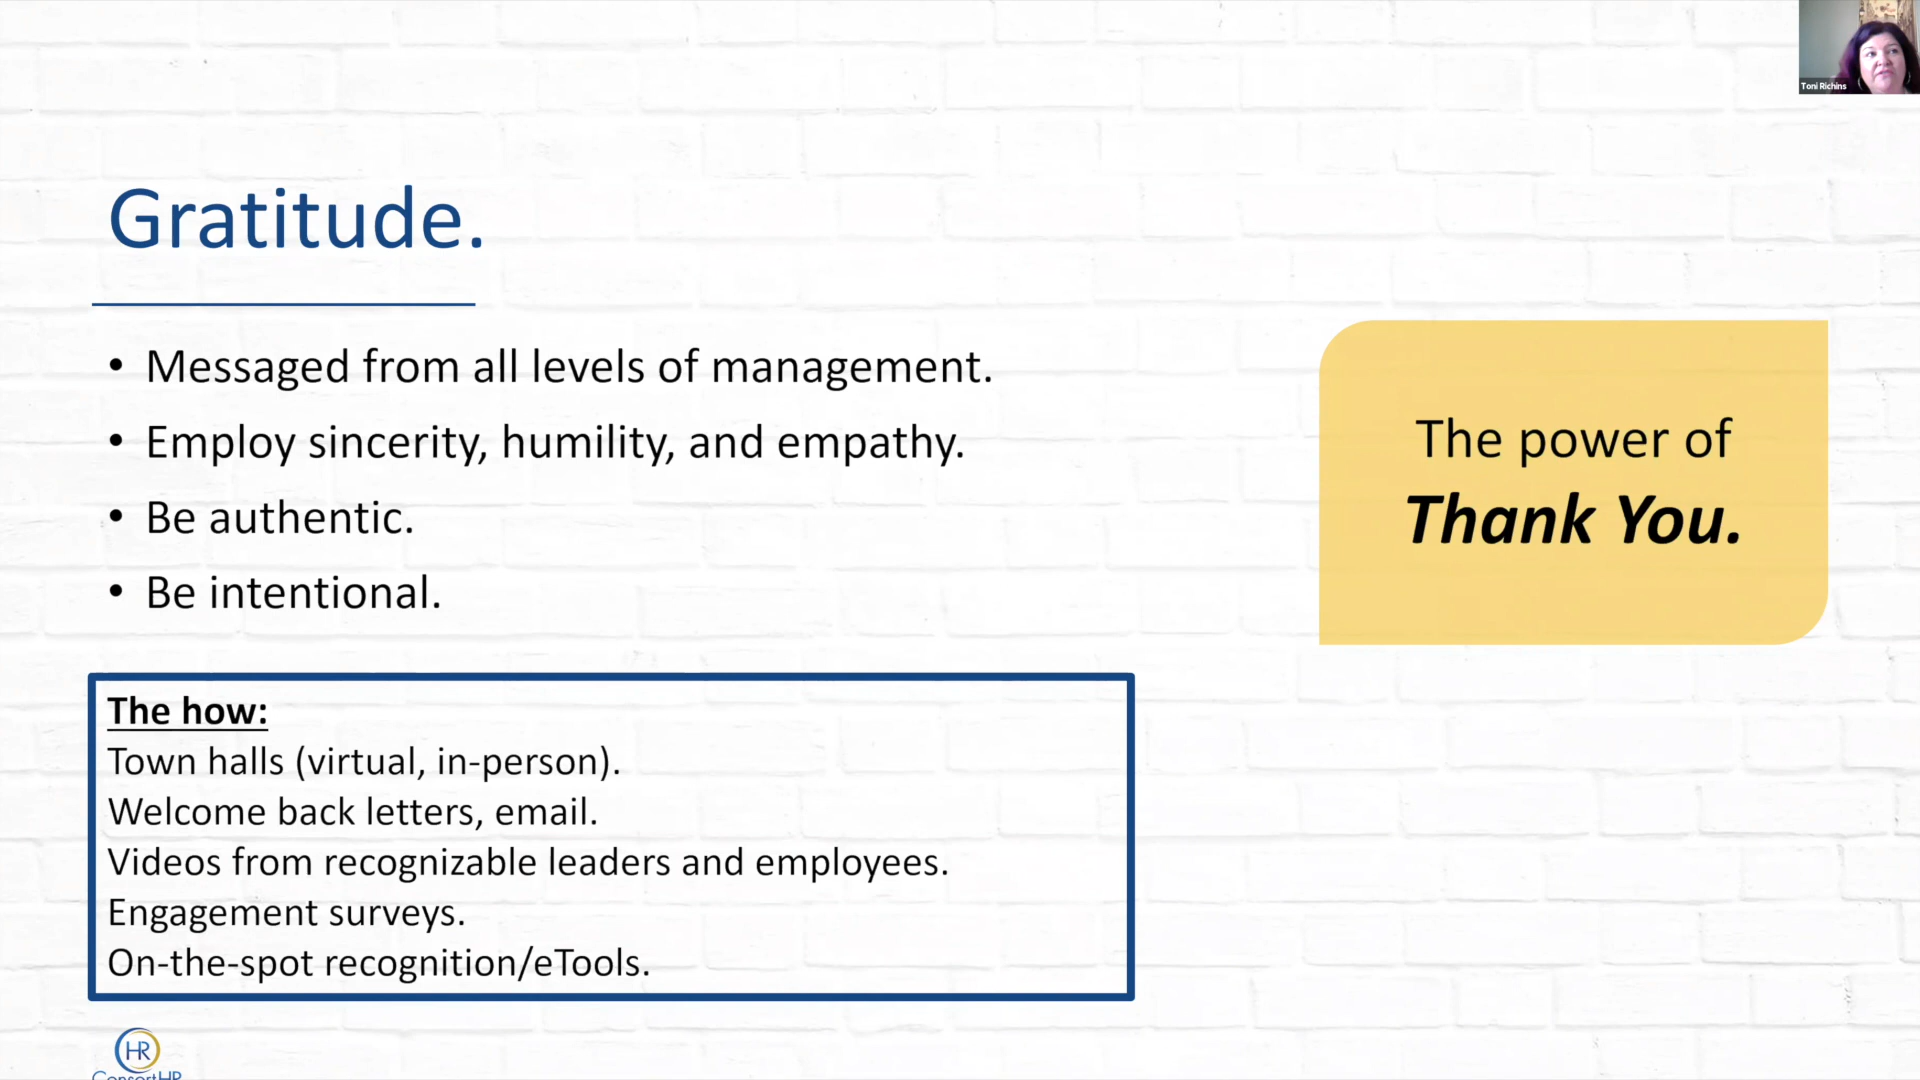 Toni Richins
Gratitude.
• Messaged from all levels of management.
• Employ sincerity, humility, and empathy.
• Be authentic.
• Be intentional.
The power of
Thank You.
The how:
Town halls (virtual, in-person).
Welcome back letters, email.
Videos from recognizable leaders and employees.
Engagement surveys.
On-the-spot recognition/eTools.
HR
ConsortHR